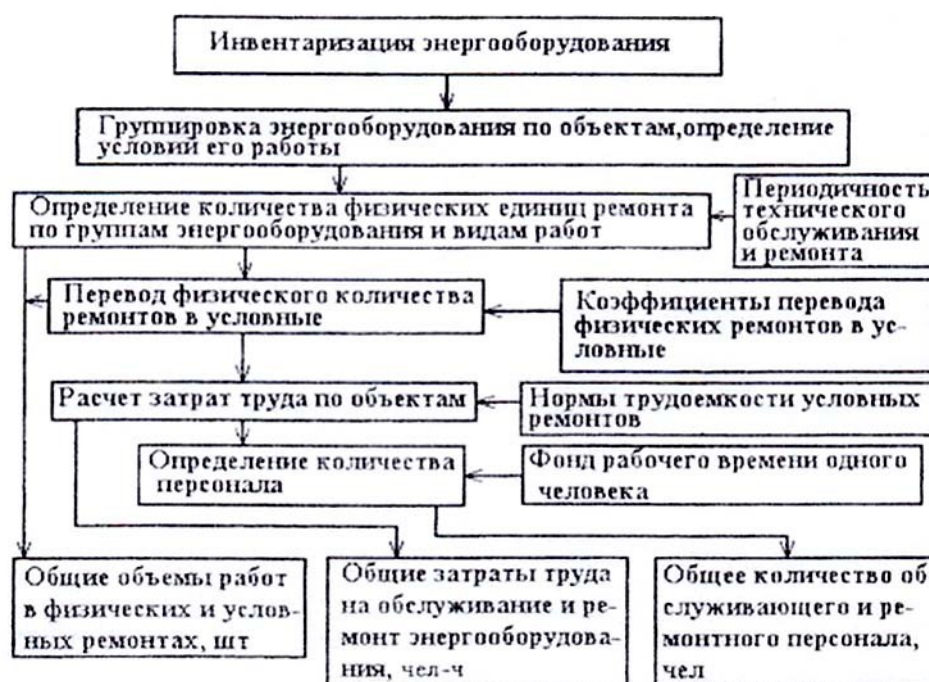 Инвентаризация энергооборудования
Группировка энергооборудования по объектам,определение
условий его работы
Определение количества физических единиц ремонта
по группам энергооборудования и видам работ
Периодичность
технического
обслуживания
и ремонта
Перевод физического количества
ремонтов в условные
Коэффициенты перевода
физических ремонтов в ус-
ловные
Расчет затрат труда по объектам
Нормы трудоемкости условных
ремонтов
Определение количества
персонала
Фонд рабочего времени одного
человека
Общие объемы работ
в физических и услов-
ных ремонтах, шт
Общие затраты труда
на обслуживание и ре-
монт энергооборудова-
ния, чел-ч
Общее количество об
служивающего и ре-
монтного персонала,
чел